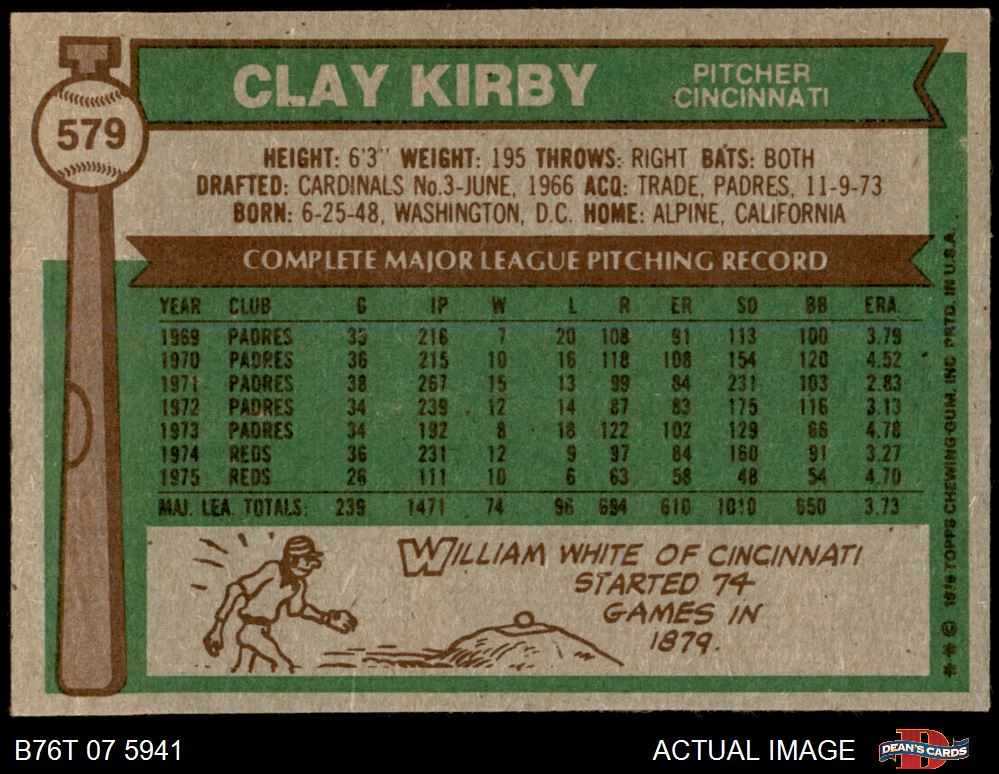 579
CLAY KIRBY
PITCHER
CINCINNATI
HEIGHT: 6'3" WEIGHT: 195 THROWS: RIGHT BATS: BOTH
DRAFTED: CARDINALS No.3-JUNE, 1966 ACQ: TRADE, PADRES, 11-9-73
BORN: 6-25-48, WASHINGTON, D.C. HOME: ALPINE, CALIFORNIA
COMPLETE MAJOR LEAGUE PITCHING RECORD
YEAR CLUB G IP W L R ER SO BB ERA.
1969 PADRES 35 216 7 20 108 91 113 100 3.79
1970 PADRES 36 215 10 16 118 108 154 120 4.52
1971 PADRES 38 267 15 13 99 84 231 103 2.83
1972 PADRES 34 239 12 14 87 83 175 116 3.13
1973 PADRES 34 192 8 18 122 102 129 66 4.78
1974 REDS 36 231 12 9 97 84 160 91 3.27
1975 REDS 26 111 10 6 63 58 48 54 4.70
MAJ. LEA. TOTALS: 239 1471 74 96 694 610 1010 650 3.73
WILLIAM WHITE OF CINCINNATI
STARTED 74
GAMES IN
1879.
* * © 1976 TOPPS CHEWING GUM, INC. PRTD. IN U.S.A.
B76T 07 5941
ACTUAL IMAGE
DEAN'S CARDS